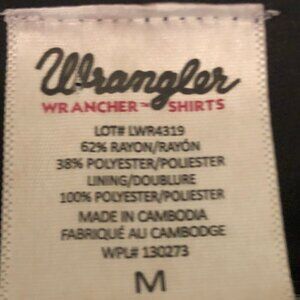 Wrangler
WRANCHER™ SHIRTS
LOT# LWR4319
62% RAYON/RAYÓN
38% POLYESTER/POLIESTER
LINING/DOUBLURE
100% POLYESTER/POLIESTER
MADE IN CAMBODIA
FABRIQUÉ AU CAMBODGE
WPL# 130273
M